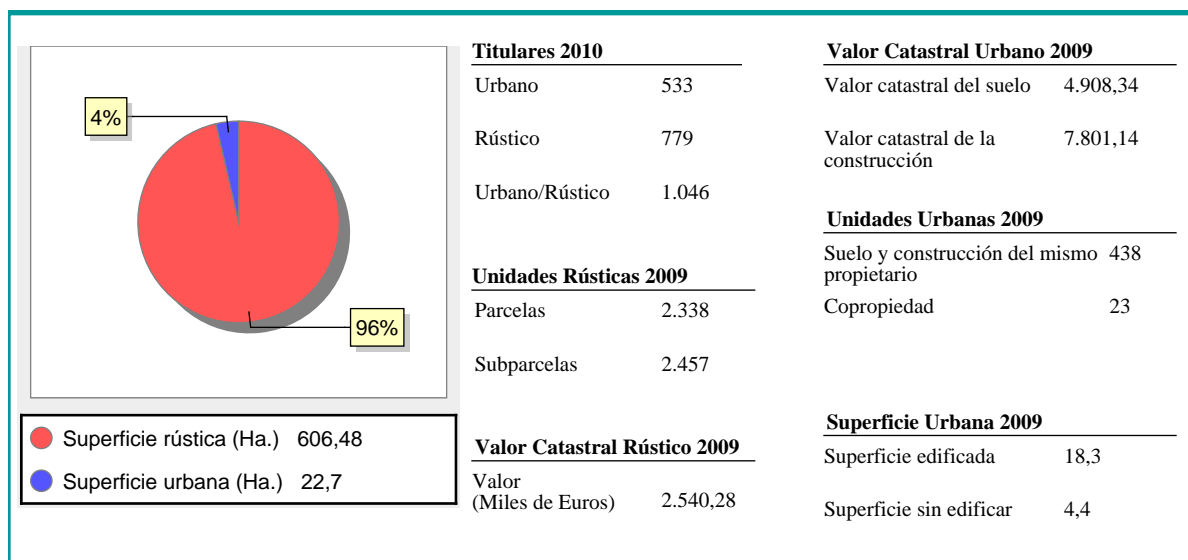 4%
96%
Superficie rústica (Ha.) 606,48
Superficie urbana (Ha.) 22,7
Titulares 2010
Urbano 533
Rústico 779
Urbano/Rústico 1.046
Unidades Rústicas 2009
Parcelas 2.338
Subparcelas 2.457
Valor Catastral Rústico 2009
Valor
(Miles de Euros) 2.540,28
Valor Catastral Urbano 2009
Valor catastral del suelo 4.908,34
Valor catastral de la 7.801,14
construcción
Unidades Urbanas 2009
Suelo y construcción del mismo 438
propietario
Copropiedad 23
Superficie Urbana 2009
Superficie edificada 18,3
Superficie sin edificar 4,4